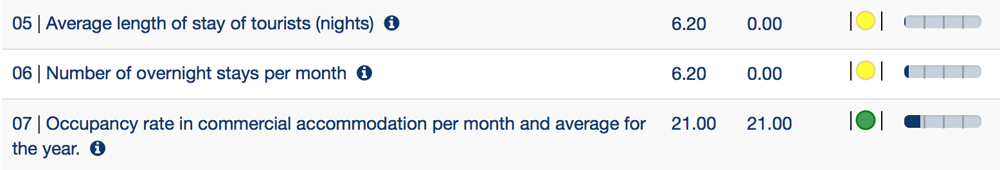 05 | Average length of stay of tourists (nights) 6.20 0.00
06 | Number of overnight stays per month 6.20 0.00
07 | Occupancy rate in commercial accommodation per month and average for 21.00 21.00
the year.